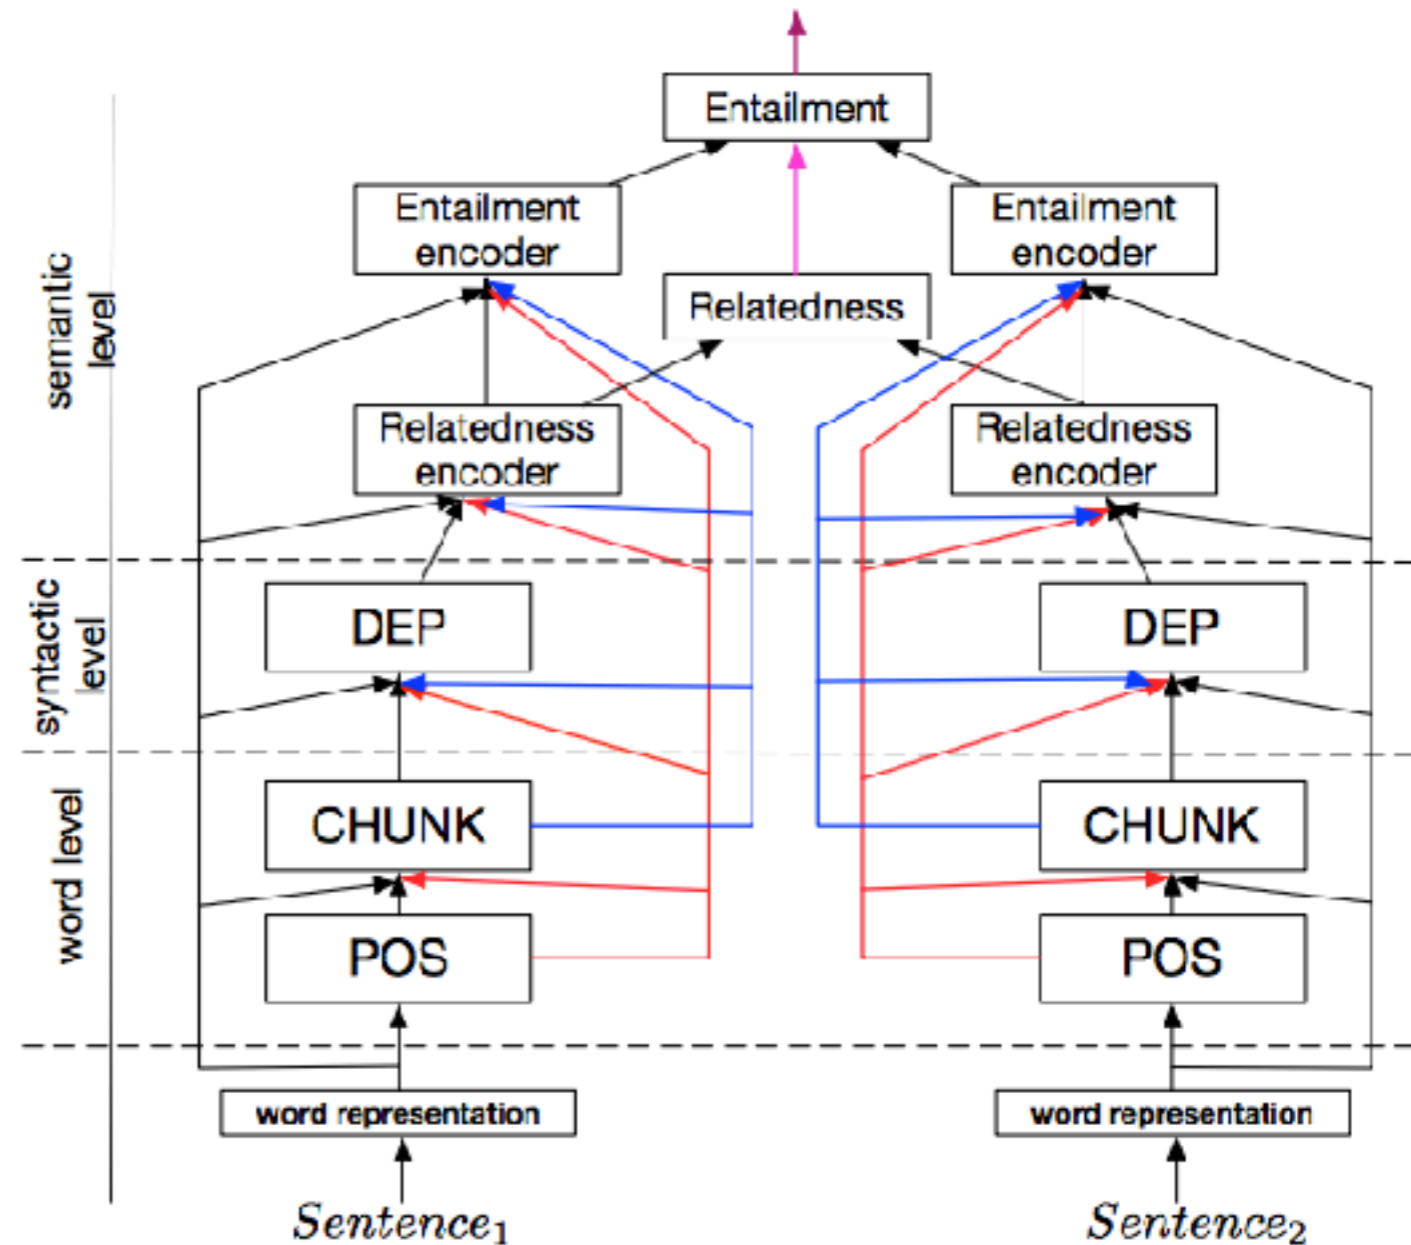 Entailment
Entailment
encoder
Entailment
encoder
Relatedness
Relatedness
encoder
Relatedness
encoder
semantic
level
DEP
DEP
syntactic
level
CHUNK
CHUNK
word level
POS
POS
word representation
word representation
Sentence₁
Sentence₂